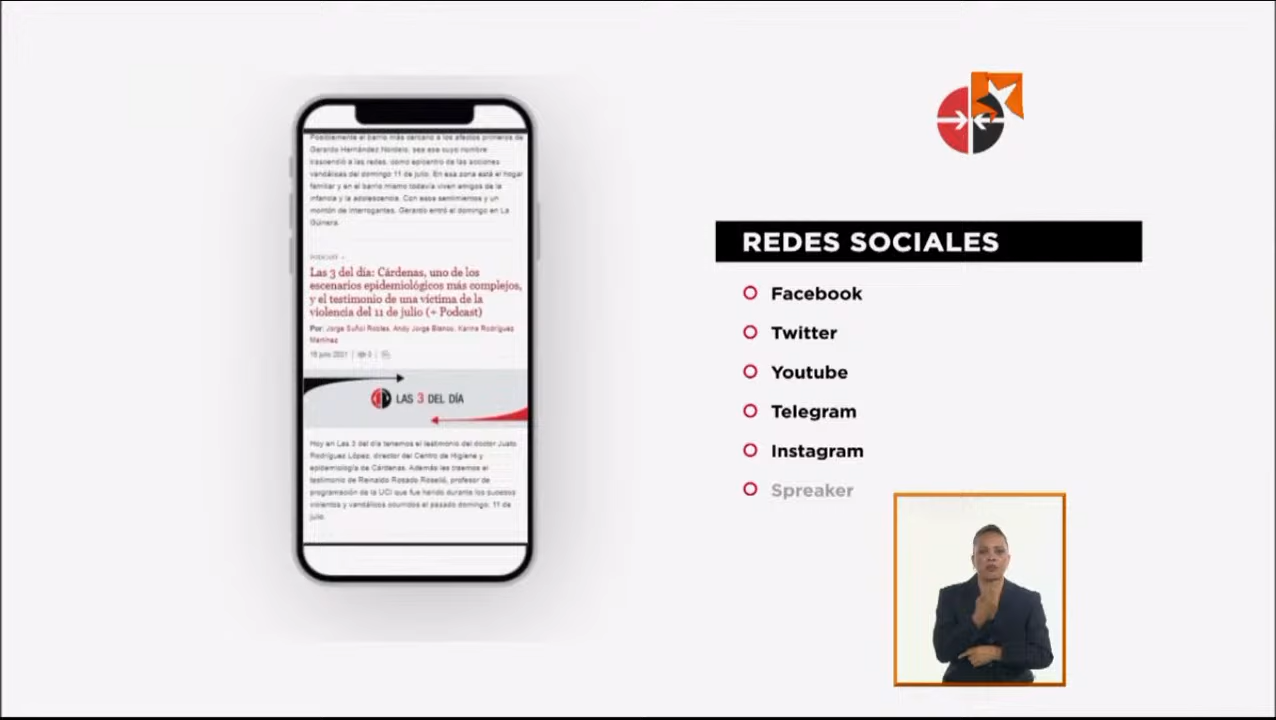 Posiblemente el barrio más cercano a los afectos primeros de
Gerardo Hernández Nordelo, sea ese cuyo nombre
trascendió a las redes, como epicentro de las acciones
vandálicas del domingo 11 de julio. En esa zona está el hogar
familiar y en el barrio mismo todavía viven amigos de la
infancia y la adolescencia. Con esos sentimientos y un
montón de interrogantes, Gerardo entró el domingo en La
Güinera.
PODCAST »
Las 3 del día: Cárdenas, uno de los
escenarios epidemiológicos más complejos,
y el testimonio de una víctima de la
violencia del 11 de julio (+ Podcast)
Por: Jorge Suñol Robles, Andy Jorge Blanco, Karina Rodríguez
Martínez
julio 2021
LAS 3 DEL DÍA
Hoy en Las 3 del día tenemos el testimonio del doctor Justo
Rodríguez López, director del Centro de Higiene y
epidemiología de Cárdenas. Además les traemos el
testimonio de Reinaldo Rosado Roselló, profesor de
programación de la UCI que fue herido durante los sucesos
violentos y vandálicos ocurridos el pasado domingo, 11 de
julio.
REDES SOCIALES
Facebook
Twitter
Youtube
Telegram
Instagram
Spreaker